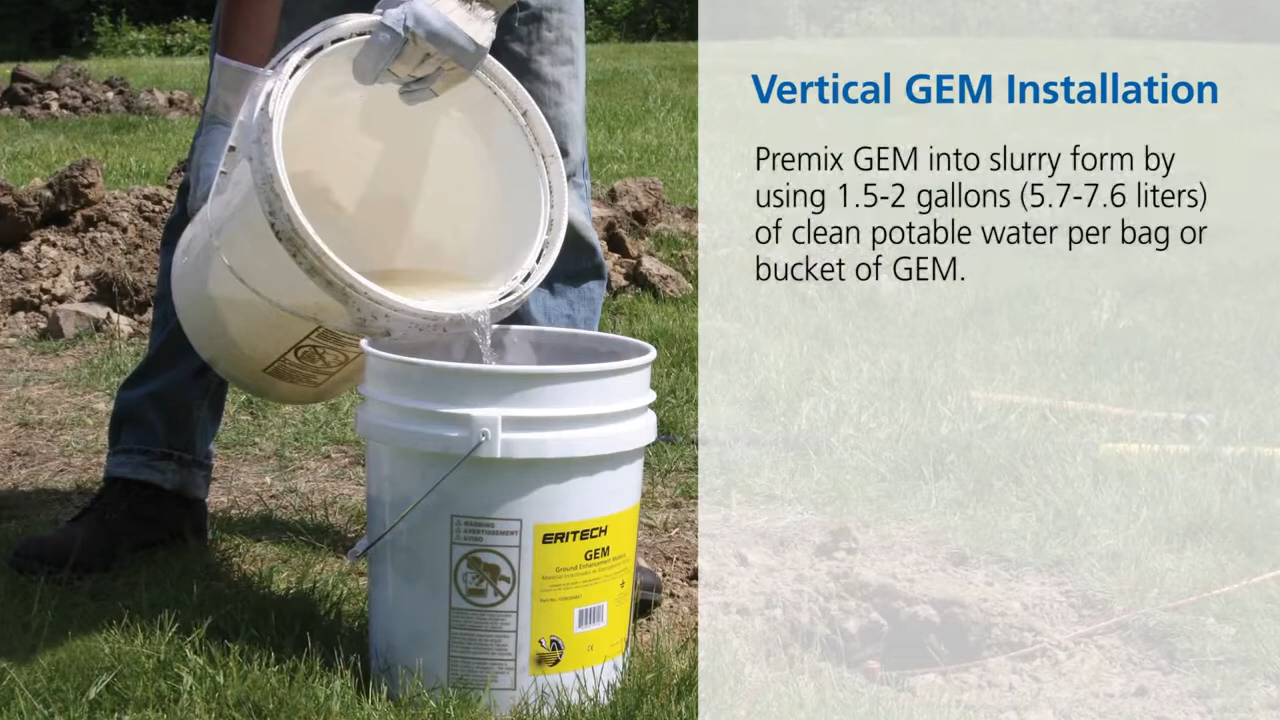 Vertical GEM Installation
Premix GEM into slurry form by
using 1.5-2 gallons (5.7-7.6 liters)
of clean potable water per bag or
bucket of GEM.
WARNING
AVERTISSEMENT
AVISO
ERITECH
GEM
Ground Enhancement Material
CE